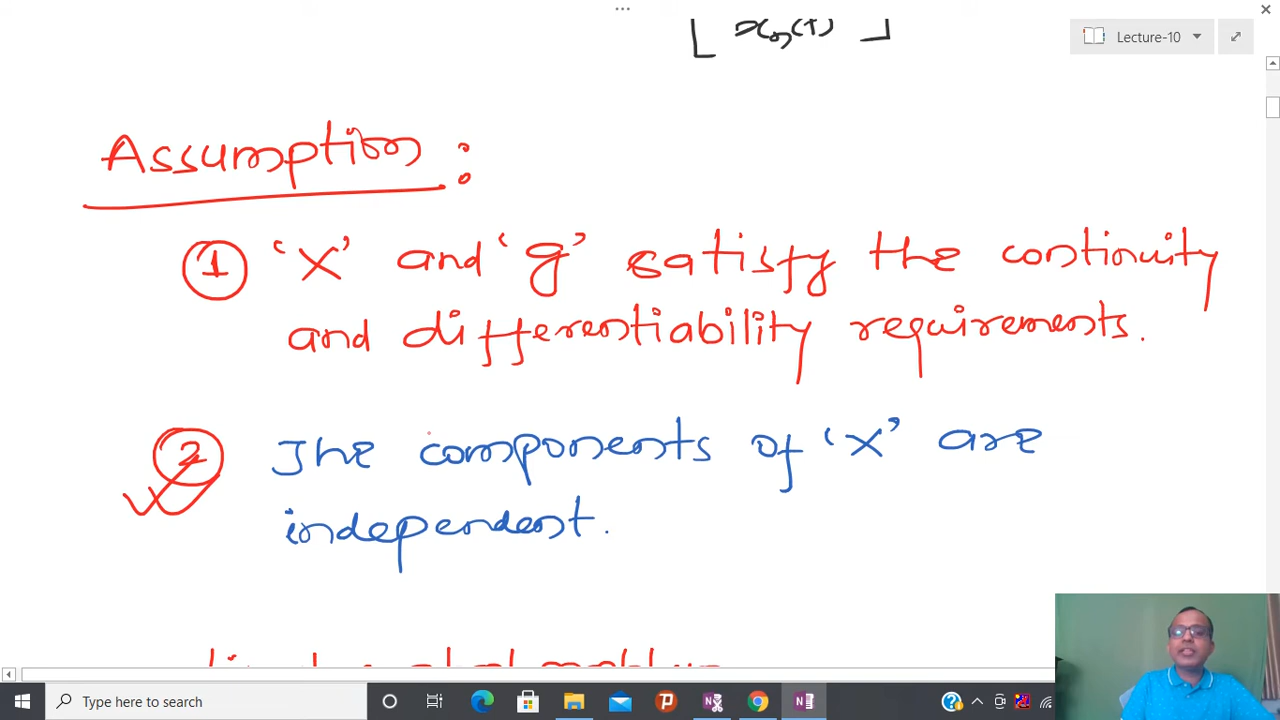 ...
xn(t)
Lecture-10
Assumption:
① 'X' and 'g' satisfy the continuity
and differentiability requirements.
② The components of 'X' are
independent.
Type here to search